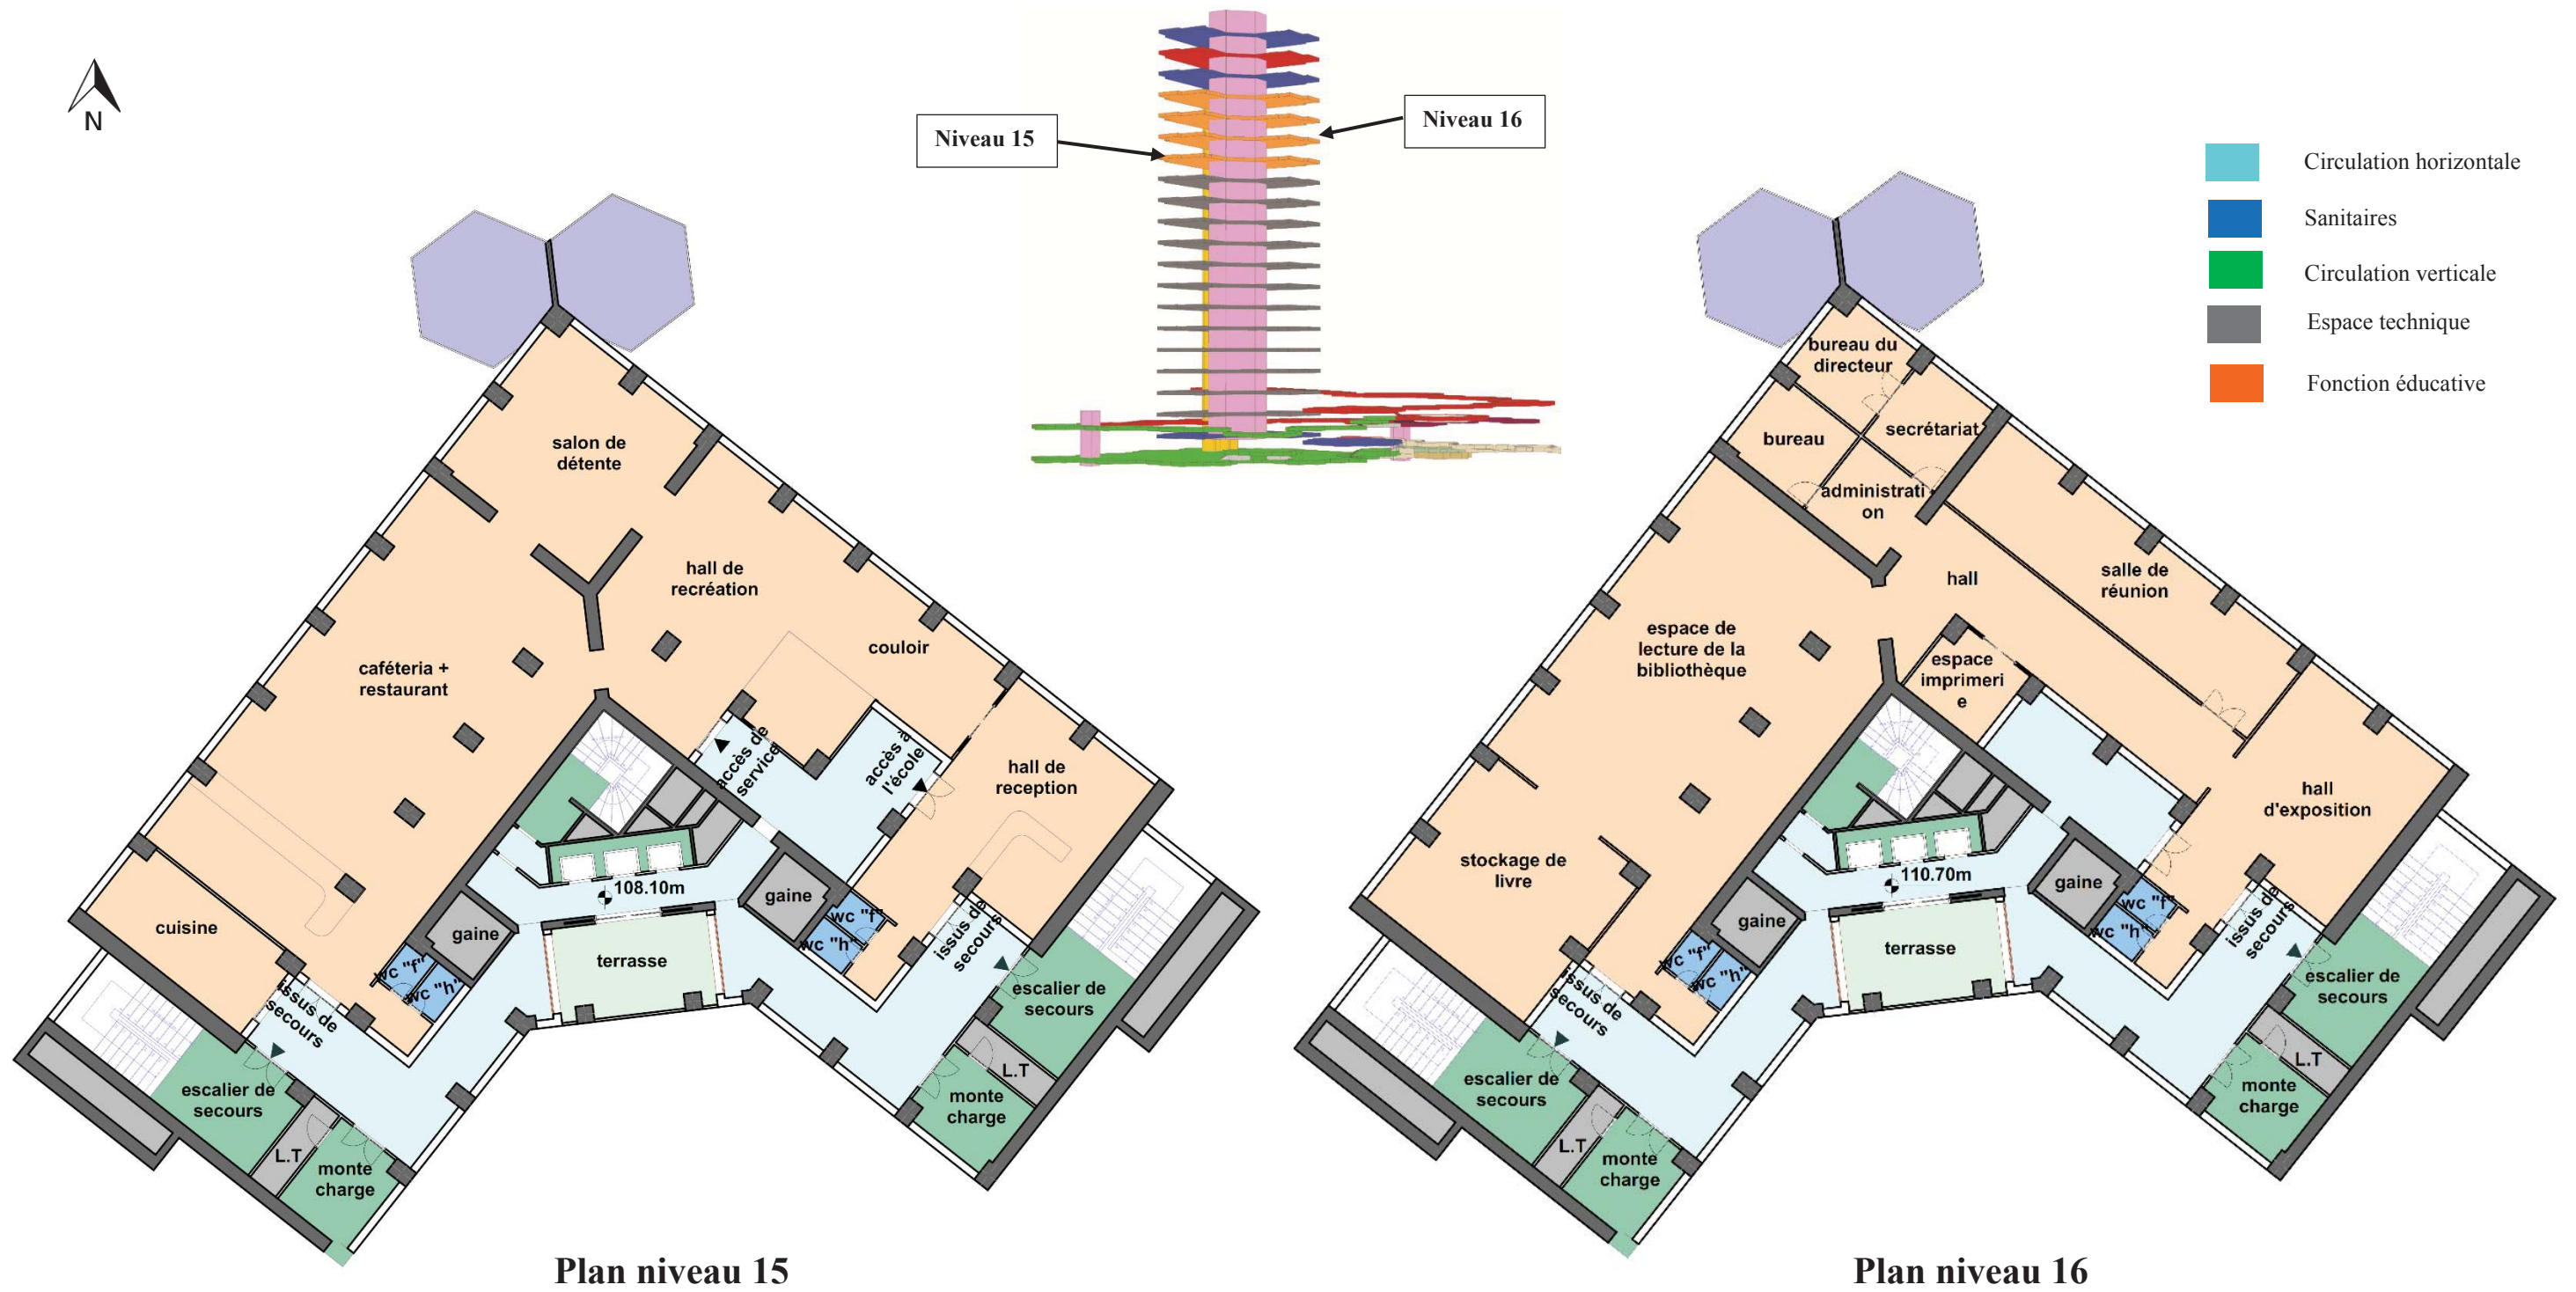 N
Niveau 15
Niveau 16
Circulation horizontale
Sanitaires
Circulation verticale
Espace technique
Fonction éducative
salon de
détente
hall de
recréation
couloir
caféteria +
restaurant
accès de
service
accès à
l'école
hall de
reception
108.10m
gaine
wc "f"
wc "h"
cuisine
gaine
terrasse
issus de
secours
wc "f"
wc "h"
issus de
secours
escalier de
secours
escalier de
secours
L.T
monte
charge
L.T
monte
charge
Plan niveau 15
bureau du
directeur
bureau
secrétariat
administrati
on
hall
salle de
réunion
espace de
lecture de la
bibliothèque
espace
imprimeri
e
hall
d'exposition
stockage de
livre
110.70m
gaine
wc "f"
wc "h"
gaine
terrasse
issus de
secours
wc "f"
wc "h"
issus de
secours
escalier de
secours
escalier de
secours
L.T
monte
charge
L.T
monte
charge
Plan niveau 16